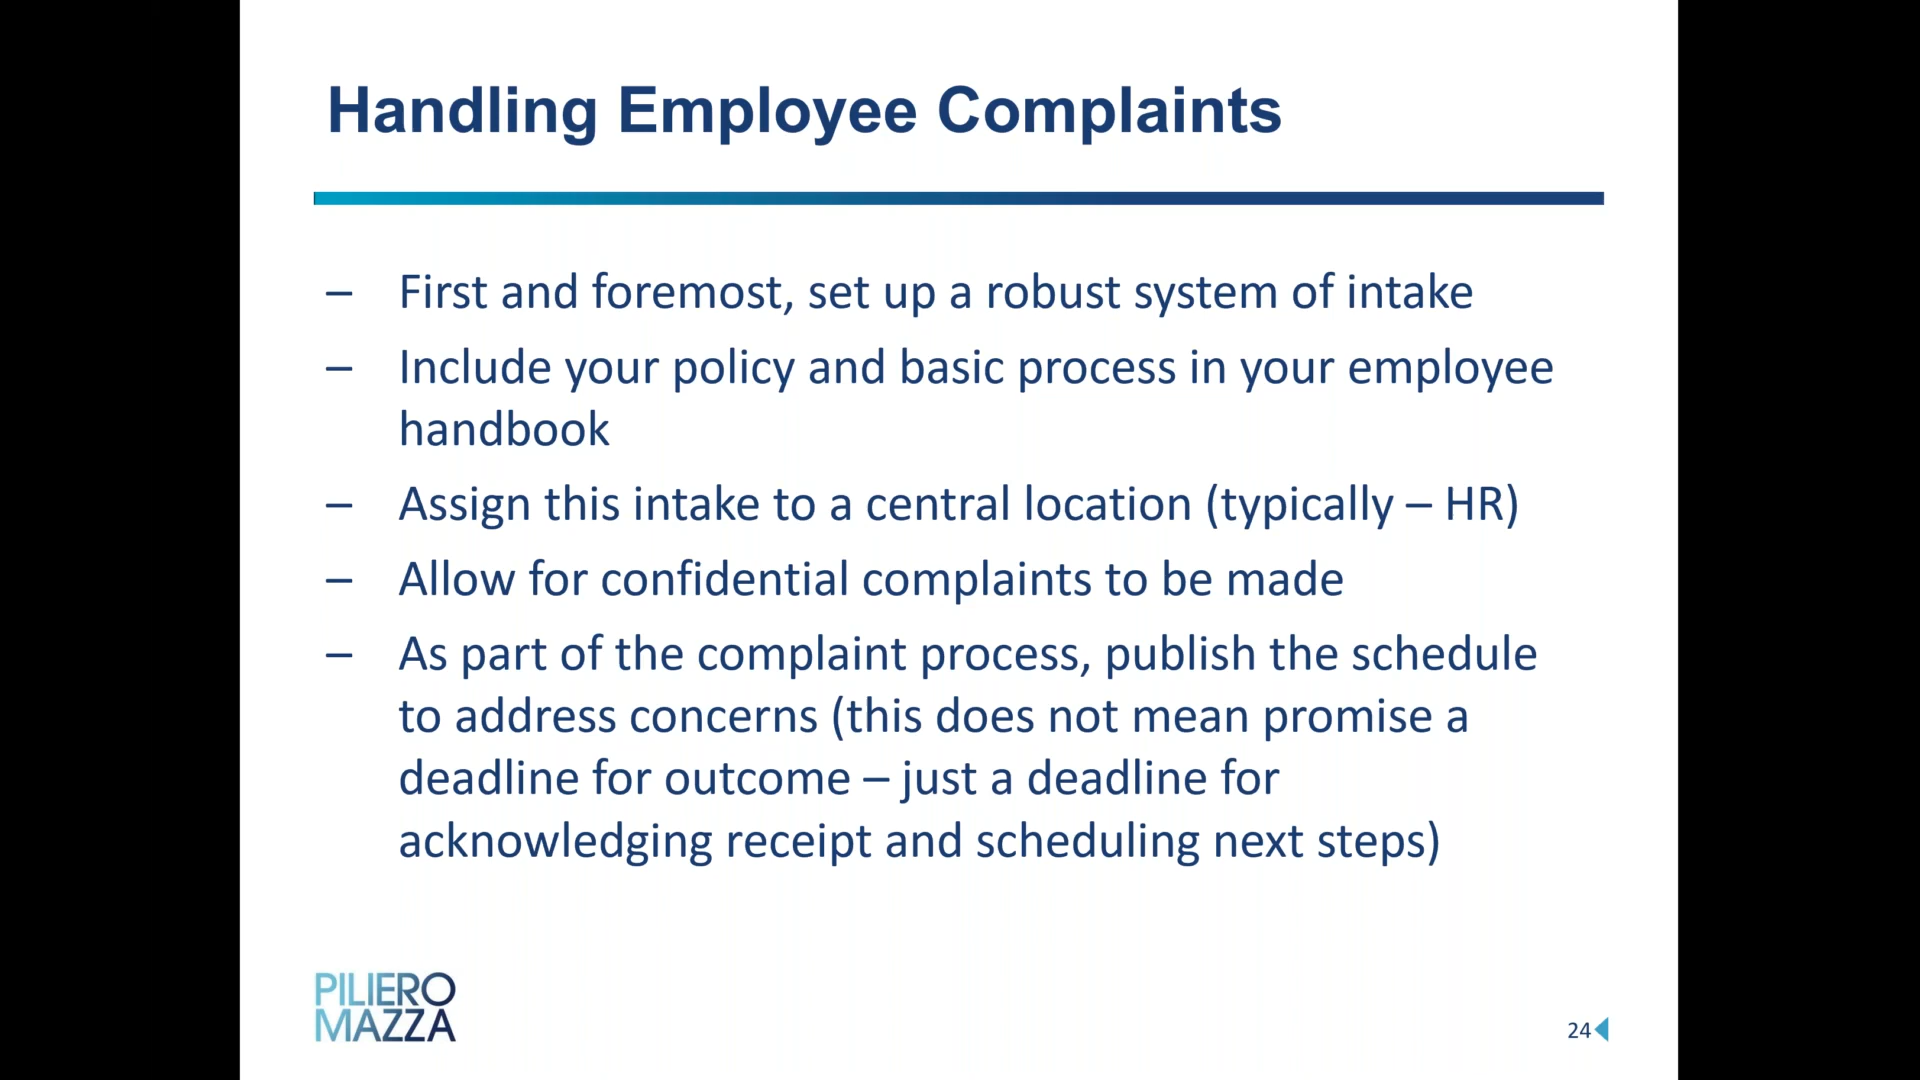 Handling Employee Complaints
– First and foremost, set up a robust system of intake
– Include your policy and basic process in your employee
handbook
– Assign this intake to a central location (typically – HR)
– Allow for confidential complaints to be made
– As part of the complaint process, publish the schedule
to address concerns (this does not mean promise a
deadline for outcome – just a deadline for
acknowledging receipt and scheduling next steps)
PILIERO
MAZZA
24